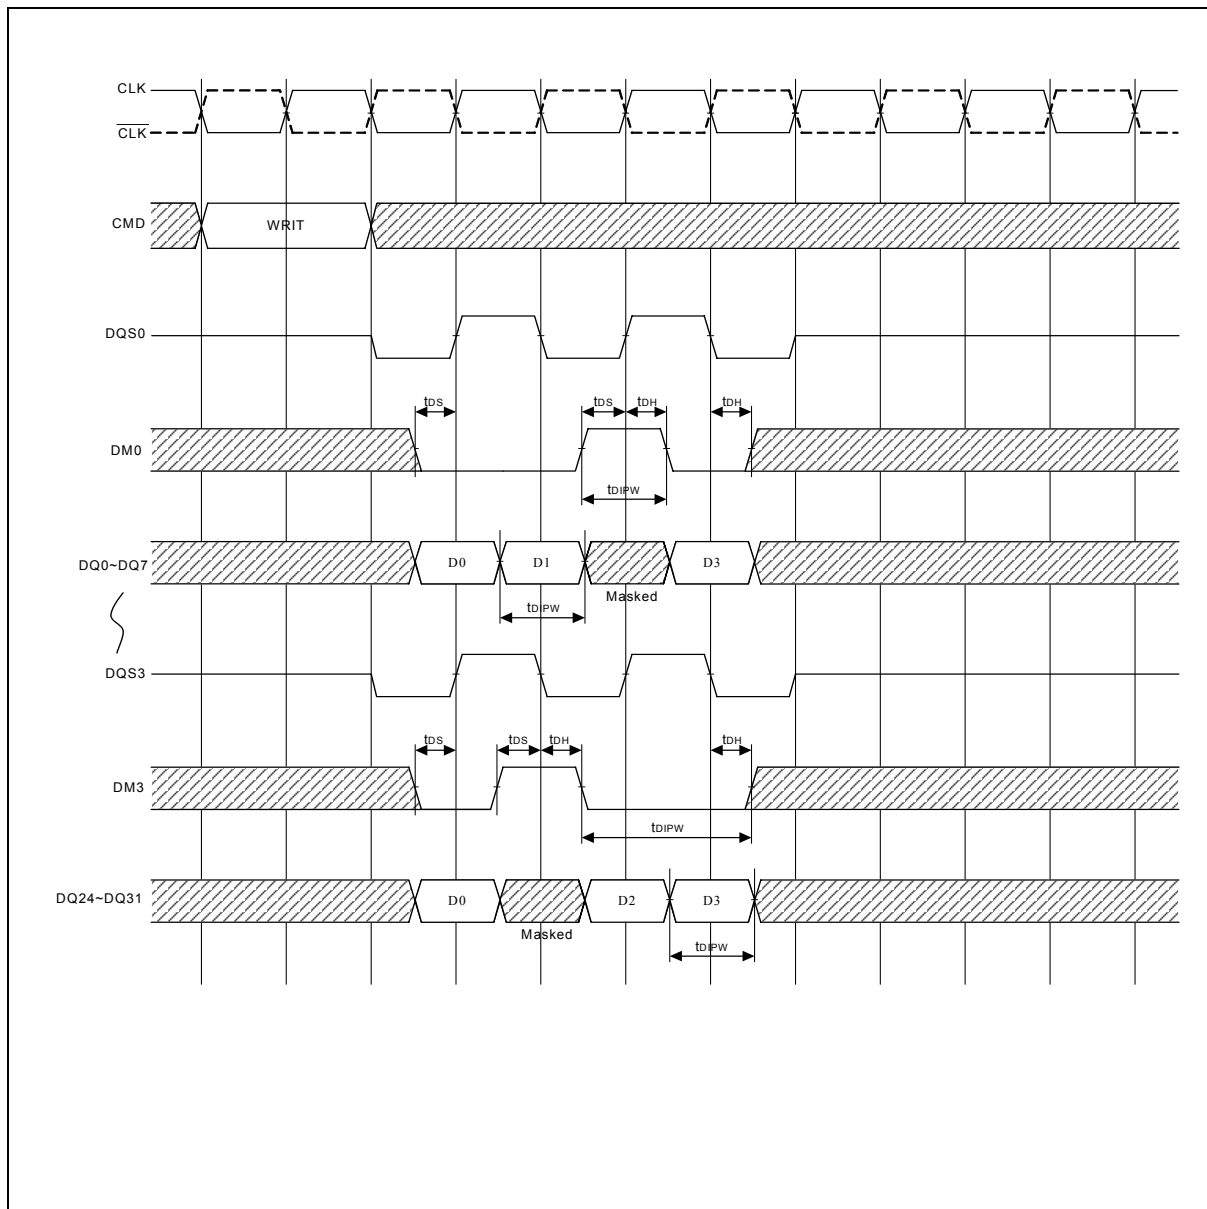 CLK
CLK
CMD
WRIT
DQS0
tDS
tDS
tDH
tDH
DM0
tDIPW
DQ0~DQ7
D0
D1
D3
Masked
tDIPW
DQS3
tDS
tDS
tDH
tDH
DM3
tDIPW
DQ24~DQ31
D0
D2
D3
Masked
tDIPW